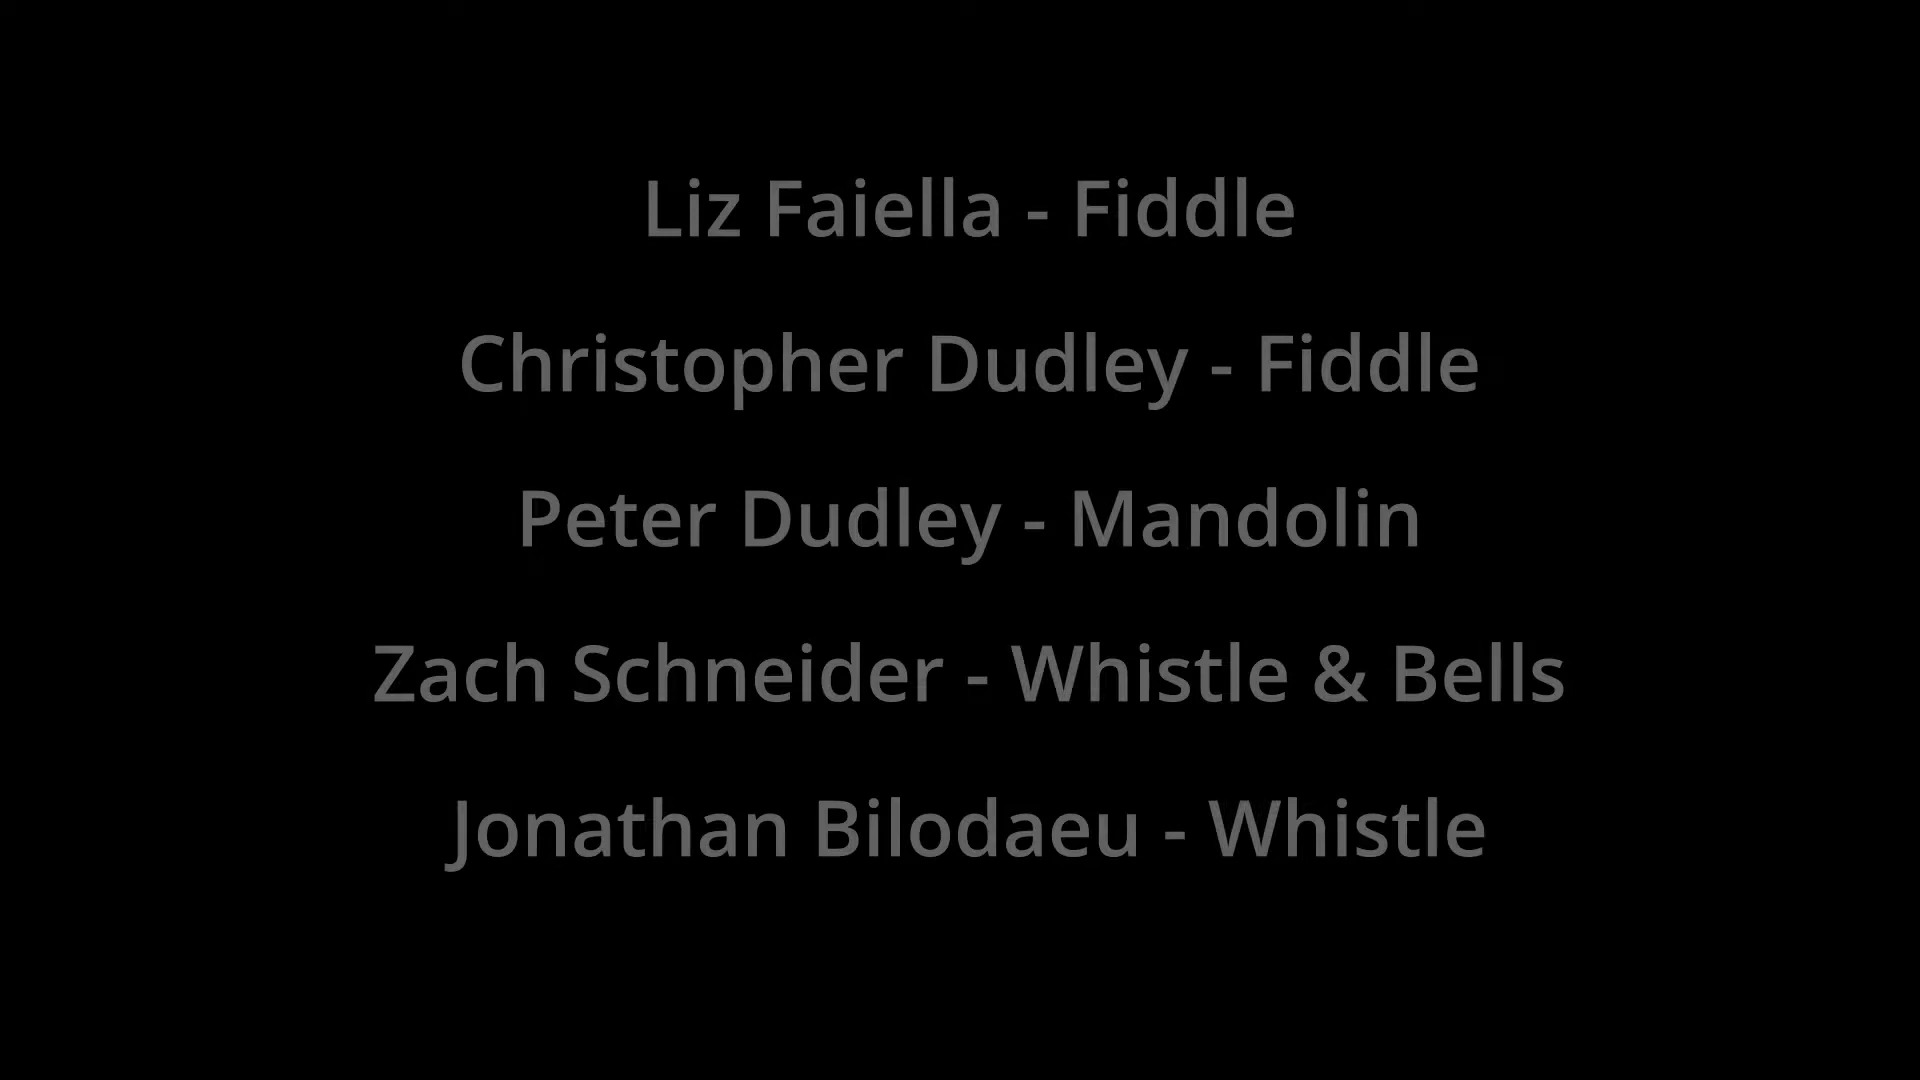 Liz Faiella - Fiddle
Christopher Dudley - Fiddle
Peter Dudley - Mandolin
Zach Schneider - Whistle & Bells
Jonathan Bilodaeu - Whistle